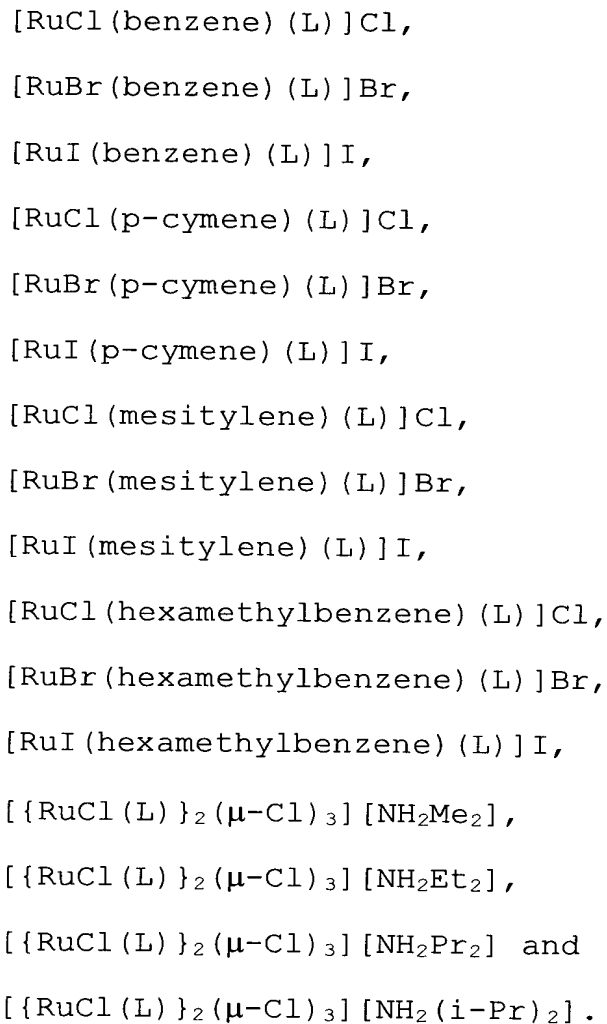 [RuCl(benzene)(L)]Cl,
[RuBr(benzene)(L)]Br,
[RuI(benzene)(L)]I,
[RuCl(p-cymene)(L)]Cl,
[RuBr(p-cymene)(L)]Br,
[RuI(p-cymene)(L)]I,
[RuCl(mesitylene)(L)]Cl,
[RuBr(mesitylene)(L)]Br,
[RuI(mesitylene)(L)]I,
[RuCl(hexamethylbenzene)(L)]Cl,
[RuBr(hexamethylbenzene)(L)]Br,
[RuI(hexamethylbenzene)(L)]I,
[{RuCl(L)}₂(μ-Cl)₃][NH₂Me₂],
[{RuCl(L)}₂(μ-Cl)₃][NH₂Et₂],
[{RuCl(L)}₂(μ-Cl)₃][NH₂Pr₂] and
[{RuCl(L)}₂(μ-Cl)₃][NH₂(i-Pr)₂].